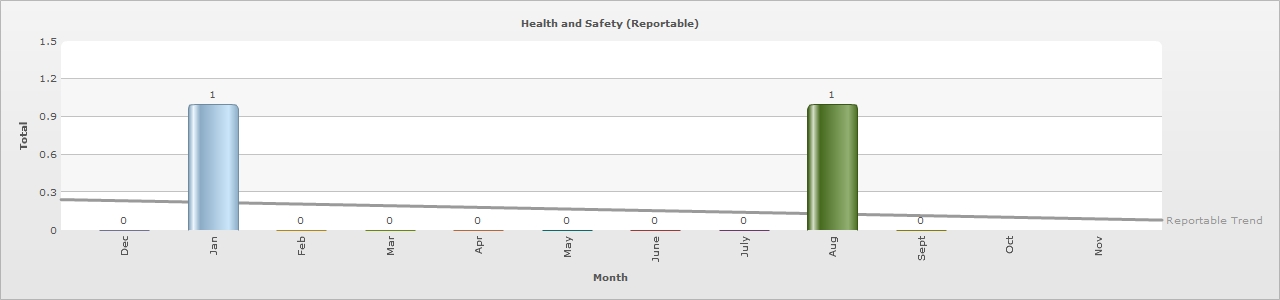 Health and Safety (Reportable)
1.5
1.2
0.9
0.6
0.3
0
Total
0
1
0
0
0
0
0
0
1
0
Reportable Trend
Dec
Jan
Feb
Mar
Apr
May
June
July
Aug
Sept
Oct
Nov
Month